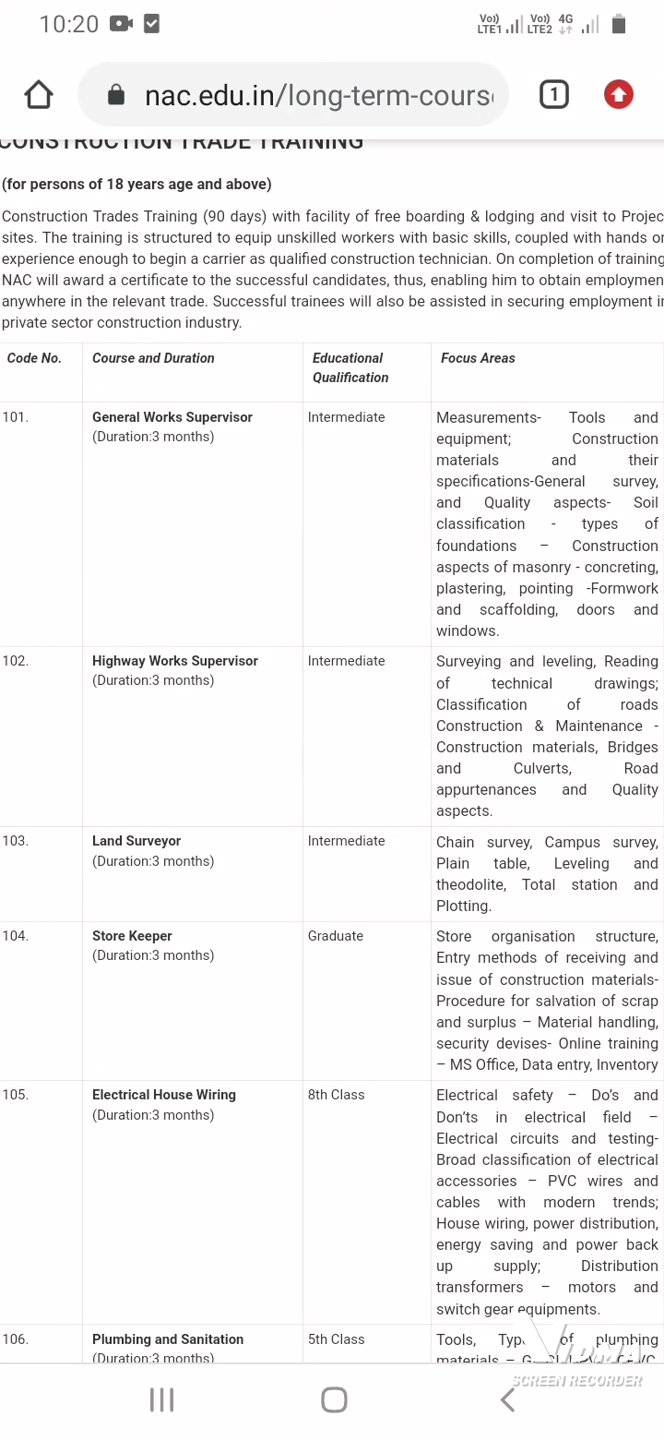 10:20
Vo)) LTE1 Vo)) LTE2 4G
nac.edu.in/long-term-cours
1
CONSTRUCTION TRADE TRAINING
(for persons of 18 years age and above)
Construction Trades Training (90 days) with facility of free boarding & lodging and visit to Projec
sites. The training is structured to equip unskilled workers with basic skills, coupled with hands or
experience enough to begin a carrier as qualified construction technician. On completion of training
NAC will award a certificate to the successful candidates, thus, enabling him to obtain employmen
anywhere in the relevant trade. Successful trainees will also be assisted in securing employment in
private sector construction industry.
Code No. Course and Duration Educational Focus Areas
Qualification
101. General Works Supervisor Intermediate Measurements- Tools and
(Duration:3 months) equipment; Construction
materials and their
specifications-General survey,
and Quality aspects- Soil
classification - types of
foundations – Construction
aspects of masonry - concreting,
plastering, pointing -Formwork
and scaffolding, doors and
windows.
102. Highway Works Supervisor Intermediate Surveying and leveling, Reading
(Duration:3 months) of technical drawings;
Classification of roads
Construction & Maintenance -
Construction materials, Bridges
and Culverts, Road
appurtenances and Quality
aspects.
103. Land Surveyor Intermediate Chain survey, Campus survey,
(Duration:3 months) Plain table, Leveling and
theodolite, Total station and
Plotting.
104. Store Keeper Graduate Store organisation structure,
(Duration:3 months) Entry methods of receiving and
issue of construction materials-
Procedure for salvation of scrap
and surplus – Material handling,
security devises- Online training
– MS Office, Data entry, Inventory
105. Electrical House Wiring 8th Class Electrical safety – Do's and
(Duration:3 months) Don'ts in electrical field –
Electrical circuits and testing-
Broad classification of electrical
accessories – PVC wires and
cables with modern trends;
House wiring, power distribution,
energy saving and power back
up supply; Distribution
transformers – motors and
switch gear equipments.
106. Plumbing and Sanitation 5th Class Tools, of plumbing
(Duration:3 months) materials –
SCREEN RECORDER